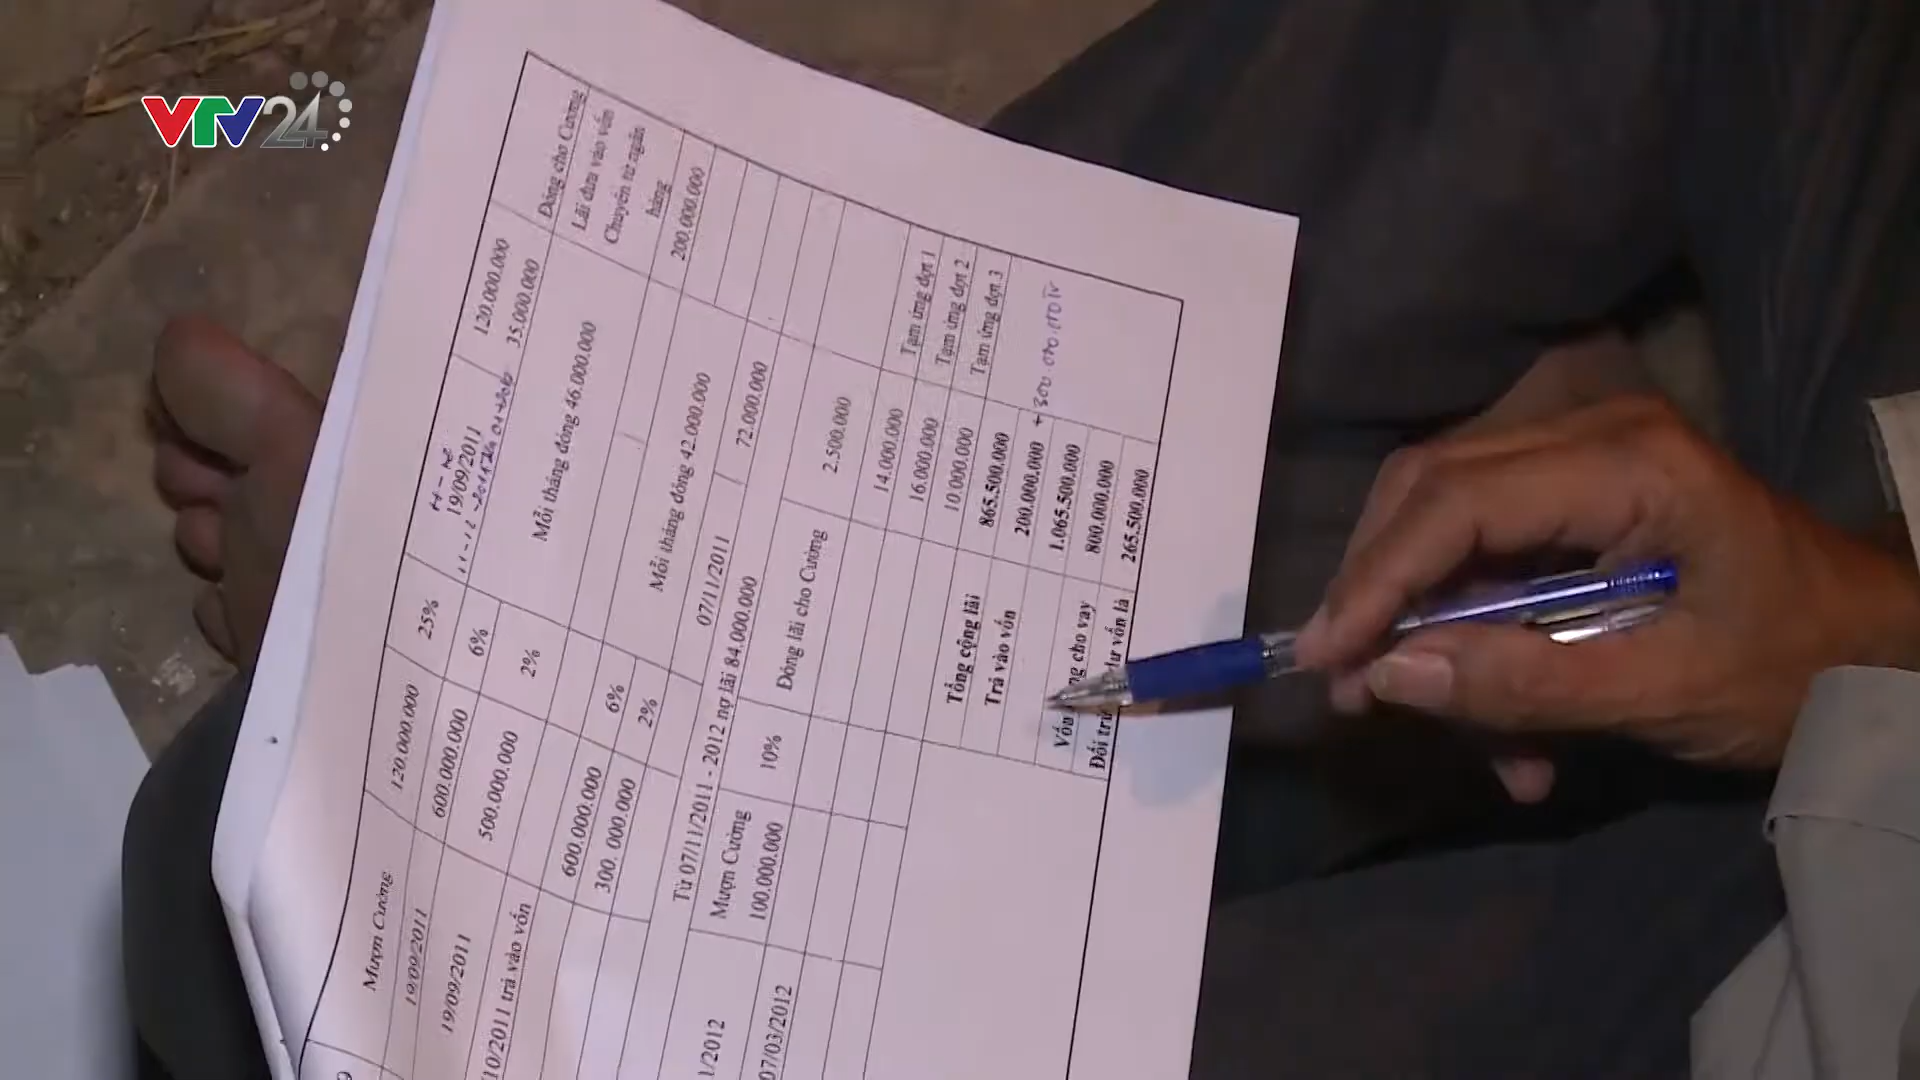 VTV24
Mượn Cường
120.000.000
25%
19/09/2011
120.000.000
Đóng cho Cường
19/09/2011
600.000.000
6%
35.000.000
Lãi đưa vào vốn
19/09/2011
500.000.000
2%
Mỗi tháng đóng 46.000.000
Chuyển từ ngân
hàng
10/2011 trả vào vốn
600.000.000
6%
200.000.000
300. 000.000
2%
Mỗi tháng đóng 42.000.000
Từ 07/11/2011 - 2012 nợ lãi 84.000.000
07/11/2011
72.000.000
1/2012
Mượn Cường
100.000.000
10%
Đóng lãi cho Cường
2.500.000
07/03/2012
14.000.000
Tạm ứng đợt 1
16.000.000
Tạm ứng đợt 2
10.000.000
Tạm ứng đợt 3
Tổng cộng lãi
865.500.000
Trả vào vốn
200.000.000
1.065.500.000
cho vay
800.000.000
vốn là
265.500.000